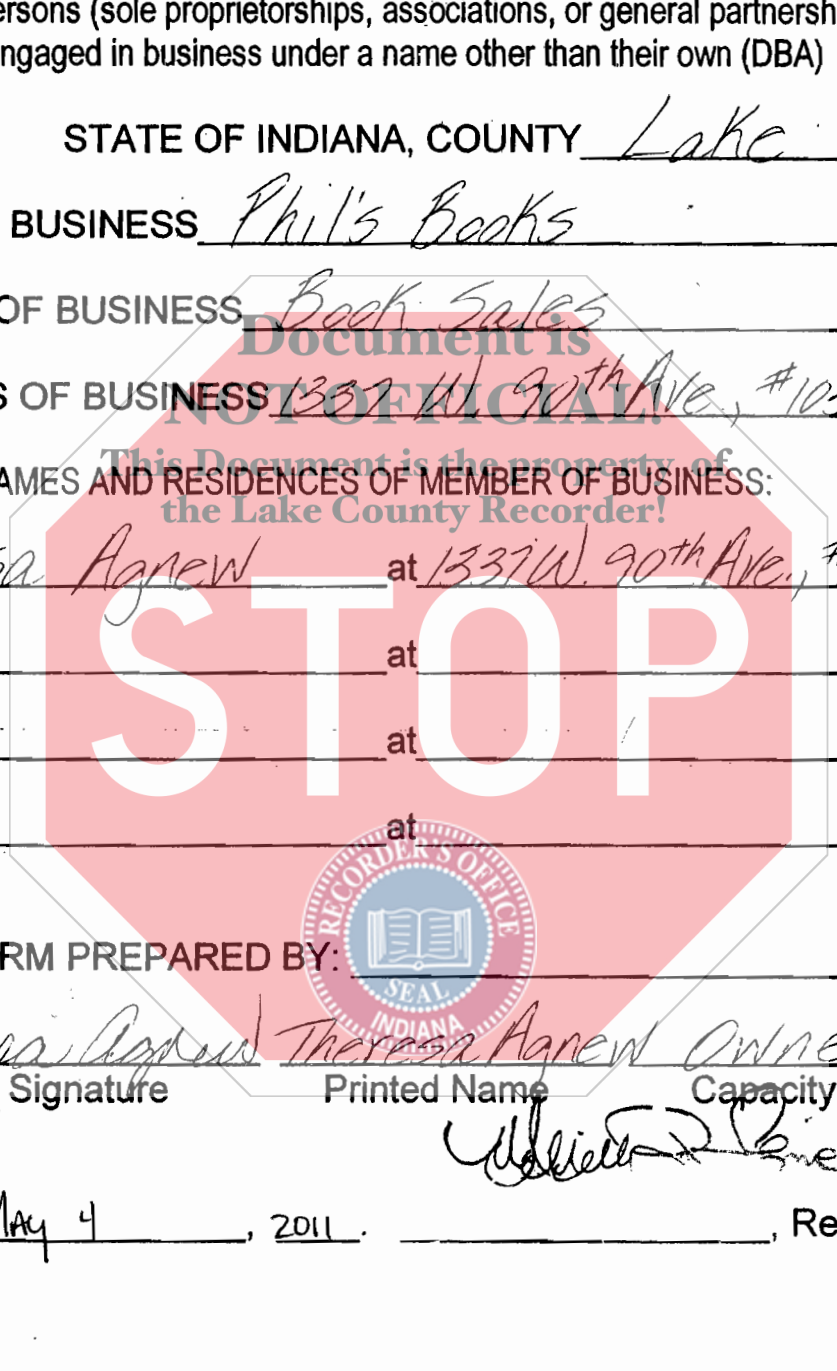 ersons (sole proprietorships, associations, or general partnersh
ngaged in business under a name other than their own (DBA)
STATE OF INDIANA, COUNTY Lake
BUSINESS Phil's Books
OF BUSINESS Book Sales
Document is
S OF BUSINESS 1337 W. 90th Ave., #103
NOT OFFICIAL!
This Document is the property of
AMES AND RESIDENCES OF MEMBER OF BUSINESS:
the Lake County Recorder!
sa Agnew at 1337 W. 90th Ave., #
STOP
at
at
at
RECORDER'S OFFICE
SEAL
INDIANA
RM PREPARED BY:
sa Agnew Theresa Agnew Owne
Signature Printed Name Capacity
May 4, 2011. , Re